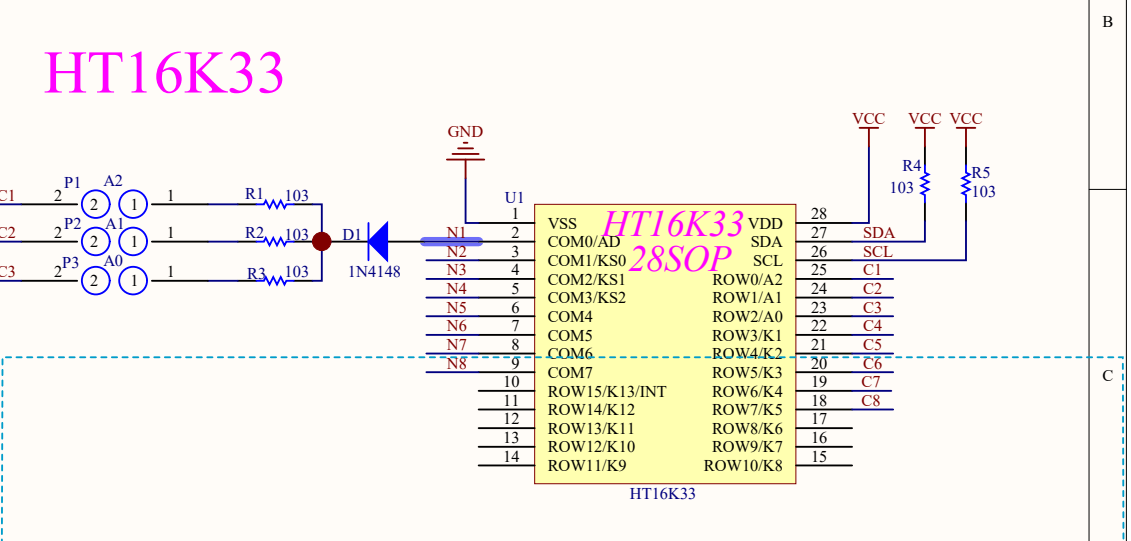 B
HT16K33
GND
VCC VCC VCC
C1 2 P1 2 A2 1 1 R1 103
C2 2 P2 2 A1 1 1 R2 103
C3 2 P3 2 A0 1 1 R3 103
D1
1N4148
R4 103
R5 103
U1
HT16K33
28SOP
1 VSS VDD 28
N1 2 COM0/AD SDA 27 SDA
N2 3 COM1/KS0 SCL 26 SCL
N3 4 COM2/KS1 ROW0/A2 25 C1
N4 5 COM3/KS2 ROW1/A1 24 C2
N5 6 COM4 ROW2/A0 23 C3
N6 7 COM5 ROW3/K1 22 C4
N7 8 COM6 ROW4/K2 21 C5
N8 9 COM7 ROW5/K3 20 C6
10 ROW15/K13/INT ROW6/K4 19 C7
11 ROW14/K12 ROW7/K5 18 C8
12 ROW13/K11 ROW8/K6 17
13 ROW12/K10 ROW9/K7 16
14 ROW11/K9 ROW10/K8 15
HT16K33
C